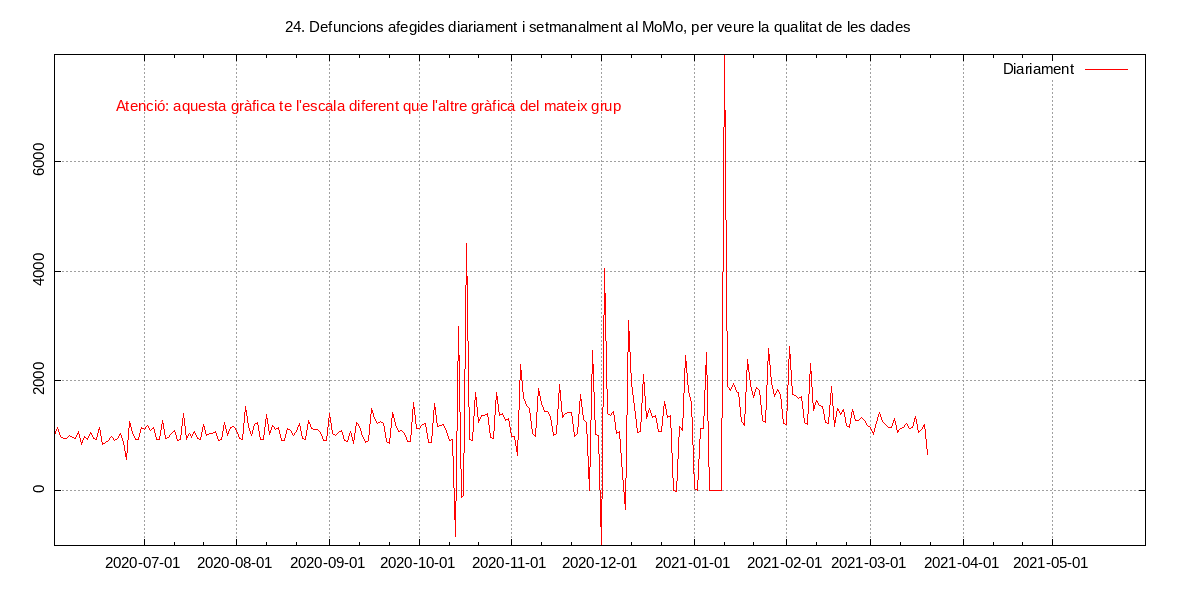 24. Defuncions afegides diariament i setmanalment al MoMo, per veure la qualitat de les dades
Diariament
Atenció: aquesta gràfica te l'escala diferent que l'altre gràfica del mateix grup
6000
4000
2000
0
2020-07-01 2020-08-01 2020-09-01 2020-10-01 2020-11-01 2020-12-01 2021-01-01 2021-02-01 2021-03-01 2021-04-01 2021-05-01